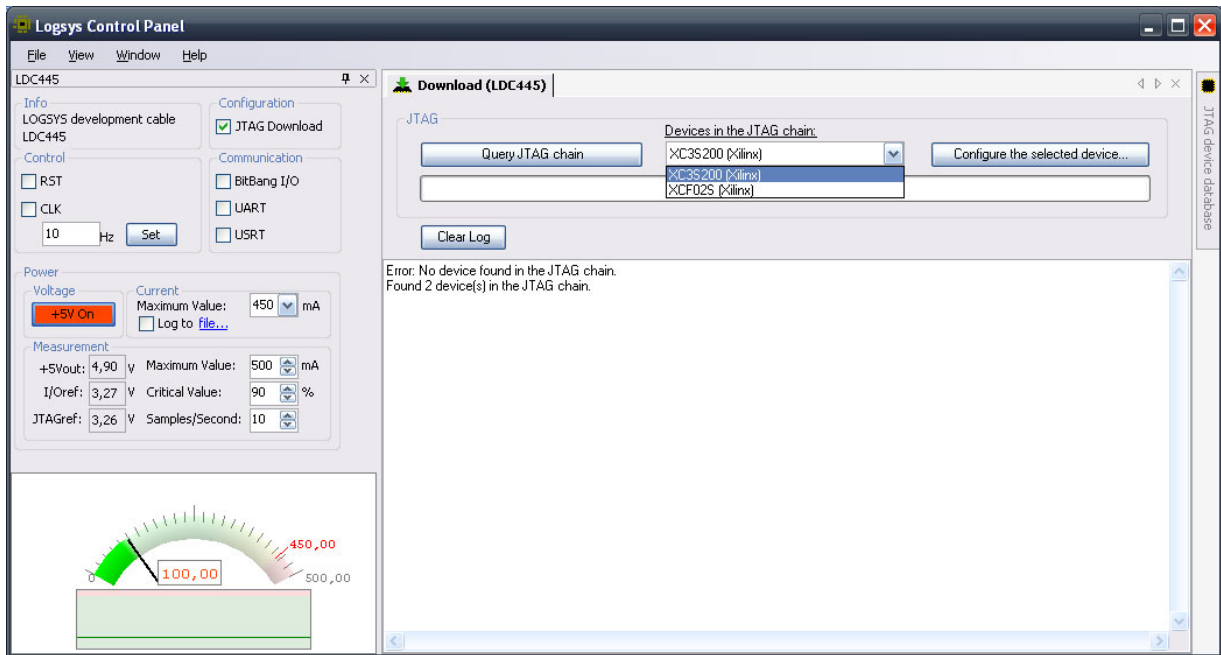 Logsys Control Panel
File View Window Help
LDC445
Info
LOGSYS development cable
LDC445
Configuration
JTAG Download
Control
RST
CLK
10 Hz Set
Communication
BitBang I/O
UART
USRT
Power
Voltage
+5V On
Current
Maximum Value: 450 mA
Log to file...
Measurement
+5Vout: 4,90 V Maximum Value: 500 mA
I/Oref: 3,27 V Critical Value: 90 %
JTAGref: 3,26 V Samples/Second: 10
0
100,00
450,00
500,00
Download (LDC445)
JTAG
Devices in the JTAG chain:
Query JTAG chain XC3S200 (Xilinx) Configure the selected device...
XC3S200 (Xilinx)
XCF02S (Xilinx)
Clear Log
Error: No device found in the JTAG chain.
Found 2 device(s) in the JTAG chain.
JTAG device database